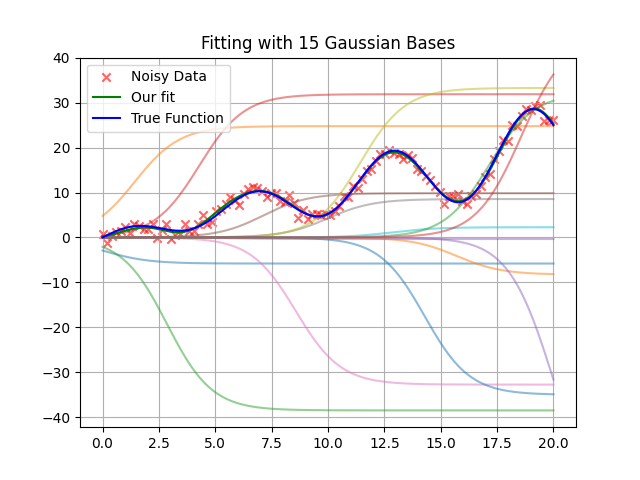 Fitting with 15 Gaussian Bases
Noisy Data
Our fit
True Function
40
30
20
10
0
−10
−20
−30
−40
0.0 2.5 5.0 7.5 10.0 12.5 15.0 17.5 20.0